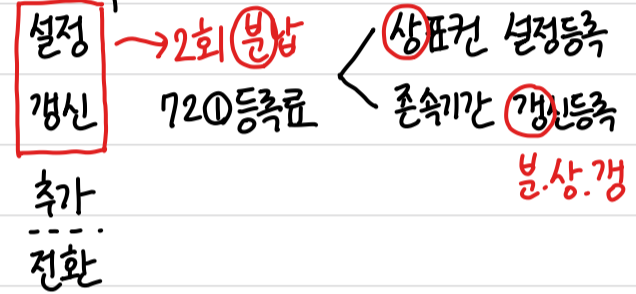 설정 → 2회 분납 < 상표권 설정등록
갱신 72① 등록료 존속기간 갱신등록
분.상.갱
추가
전환